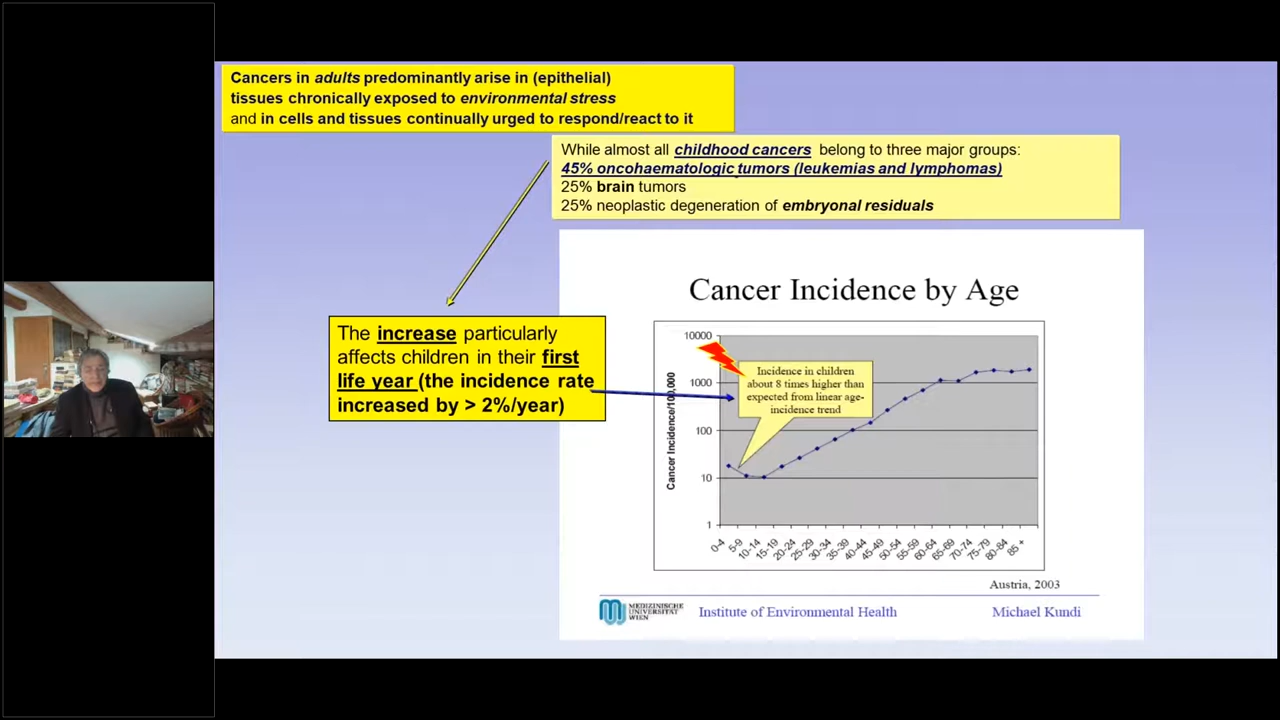 Cancers in adults predominantly arise in (epithelial)
tissues chronically exposed to environmental stress
and in cells and tissues continually urged to respond/react to it
While almost all childhood cancers belong to three major groups:
45% oncohaematologic tumors (leukemias and lymphomas)
25% brain tumors
25% neoplastic degeneration of embryonal residuals
The increase particularly
affects children in their first
life year (the incidence rate
increased by > 2%/year)
Cancer Incidence by Age
Cancer Incidence/100,000
10000
1000
100
10
1
Incidence in children
about 8 times higher than
expected from linear age-
incidence trend
0-4
5-9
10-14
15-19
20-24
25-29
30-34
35-39
40-44
45-49
50-54
55-59
60-64
65-69
70-74
75-79
80-84
85 +
Austria, 2003
MEDIZINISCHE
UNIVERSITÄT
WIEN
Institute of Environmental Health
Michael Kundi